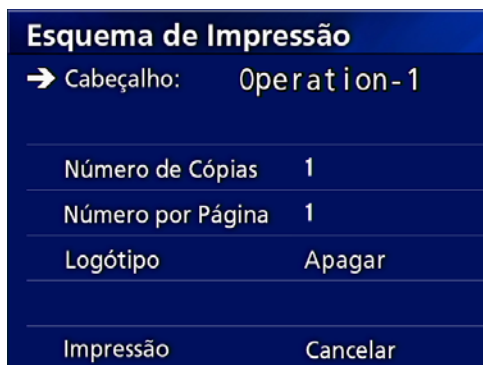 Esquema de Impressão
Cabeçalho: Operation-1
Número de Cópias 1
Número por Página 1
Logótipo Apagar
Impressão Cancelar